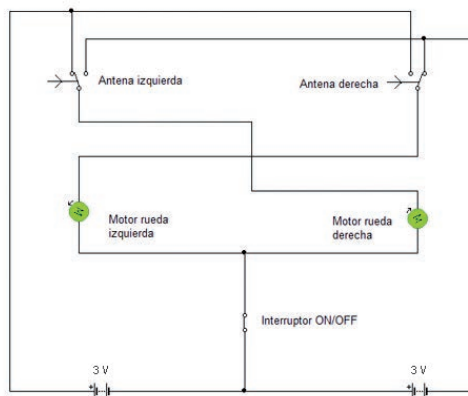 Antena izquierda
Antena derecha
M
Motor rueda
izquierda
M
Motor rueda
derecha
Interruptor ON/OFF
3 V
3 V